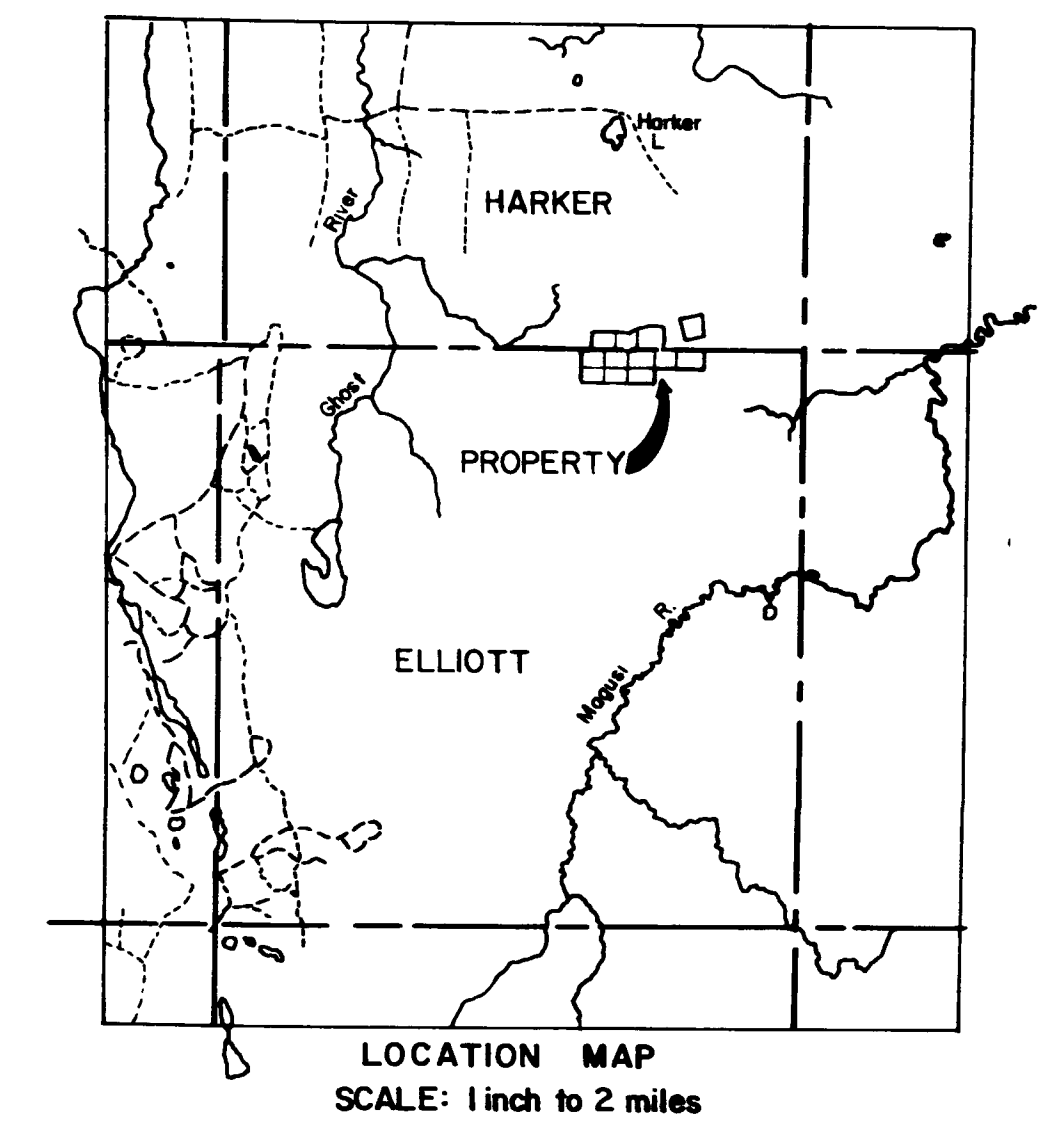 Harker
L
HARKER
River
Ghost
PROPERTY
R.
ELLIOTT
Magusi
LOCATION MAP
SCALE: 1 inch to 2 miles